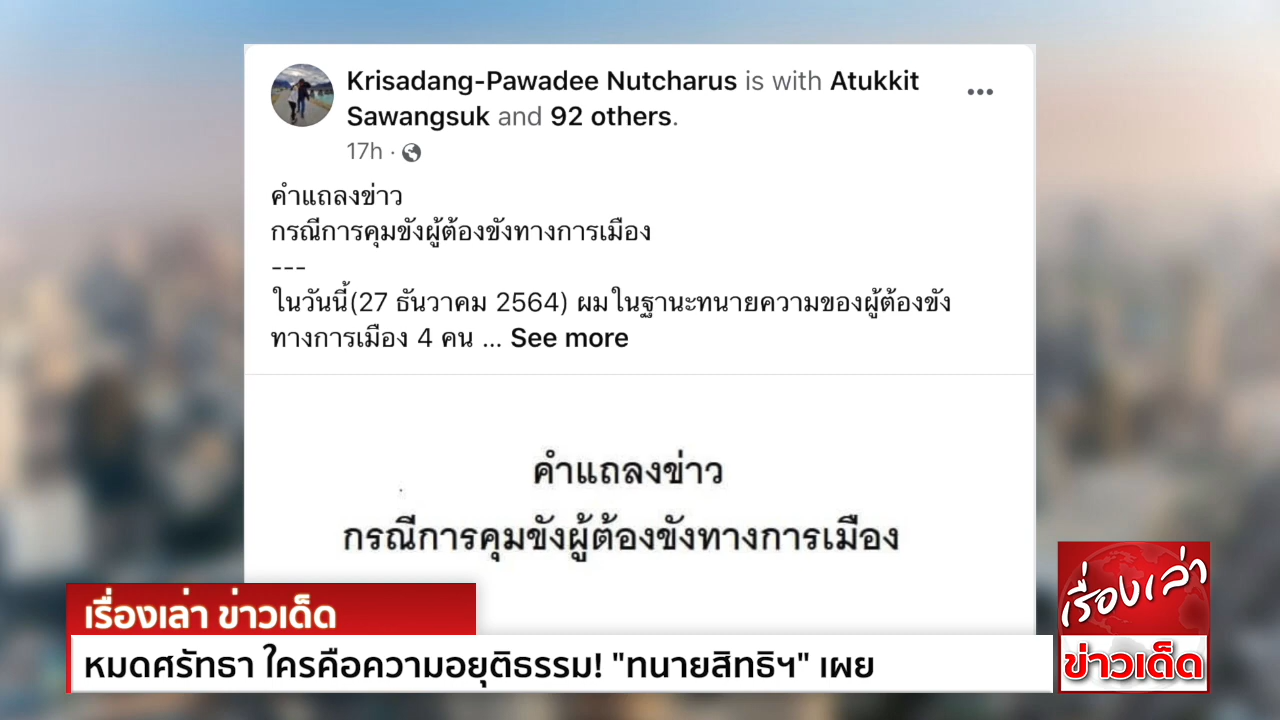 Krisadang-Pawadee Nutcharus is with Atukkit
Sawangsuk and 92 others.
17h ·
คำแถลงข่าว
กรณีการคุมขังผู้ต้องขังทางการเมือง
---
ในวันนี้(27 ธันวาคม 2564) ผมในฐานะทนายความของผู้ต้องขัง
ทางการเมือง 4 คน ... See more
คำแถลงข่าว
กรณีการคุมขังผู้ต้องขังทางการเมือง
เรื่องเล่า ข่าวเด็ด
หมดศรัทธา ใครคือความอยุติธรรม! "ทนายสิทธิฯ" เผย
เรื่องเล่า
ข่าวเด็ด